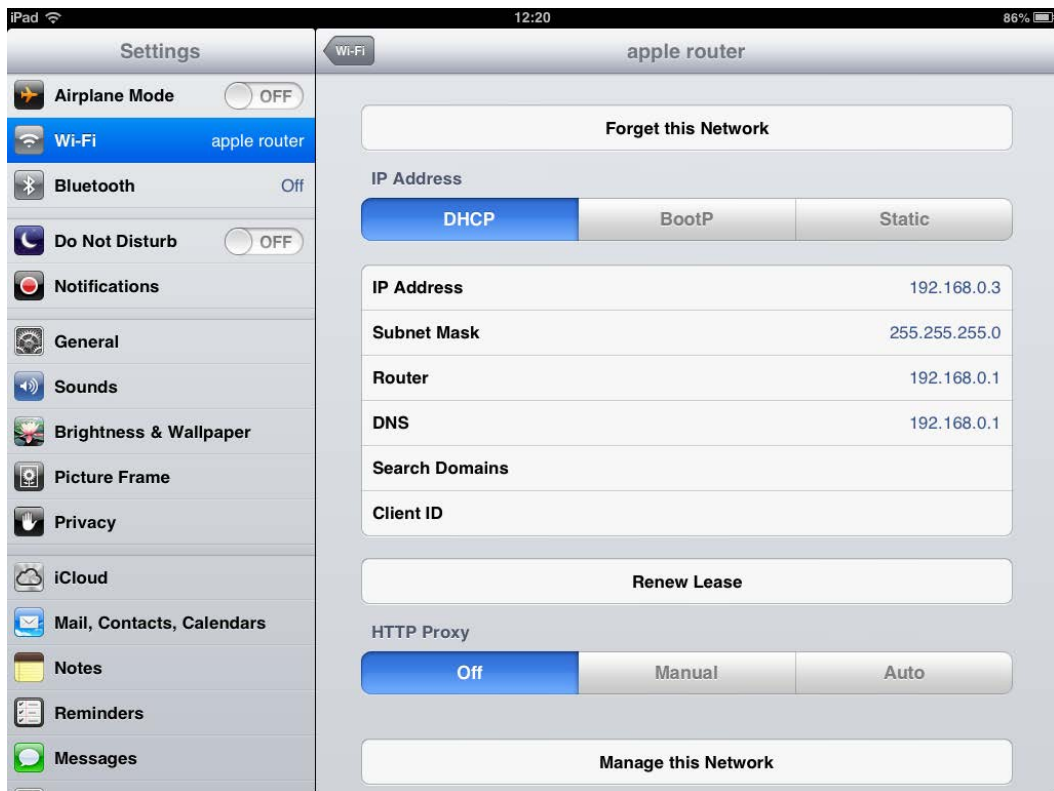 iPad 12:20 86%
Settings
Airplane Mode OFF
Wi-Fi apple router
Bluetooth Off
Do Not Disturb OFF
Notifications
General
Sounds
Brightness & Wallpaper
Picture Frame
Privacy
iCloud
Mail, Contacts, Calendars
Notes
Reminders
Messages
Wi-Fi apple router
Forget this Network
IP Address
DHCP BootP Static
IP Address 192.168.0.3
Subnet Mask 255.255.255.0
Router 192.168.0.1
DNS 192.168.0.1
Search Domains
Client ID
Renew Lease
HTTP Proxy
Off Manual Auto
Manage this Network